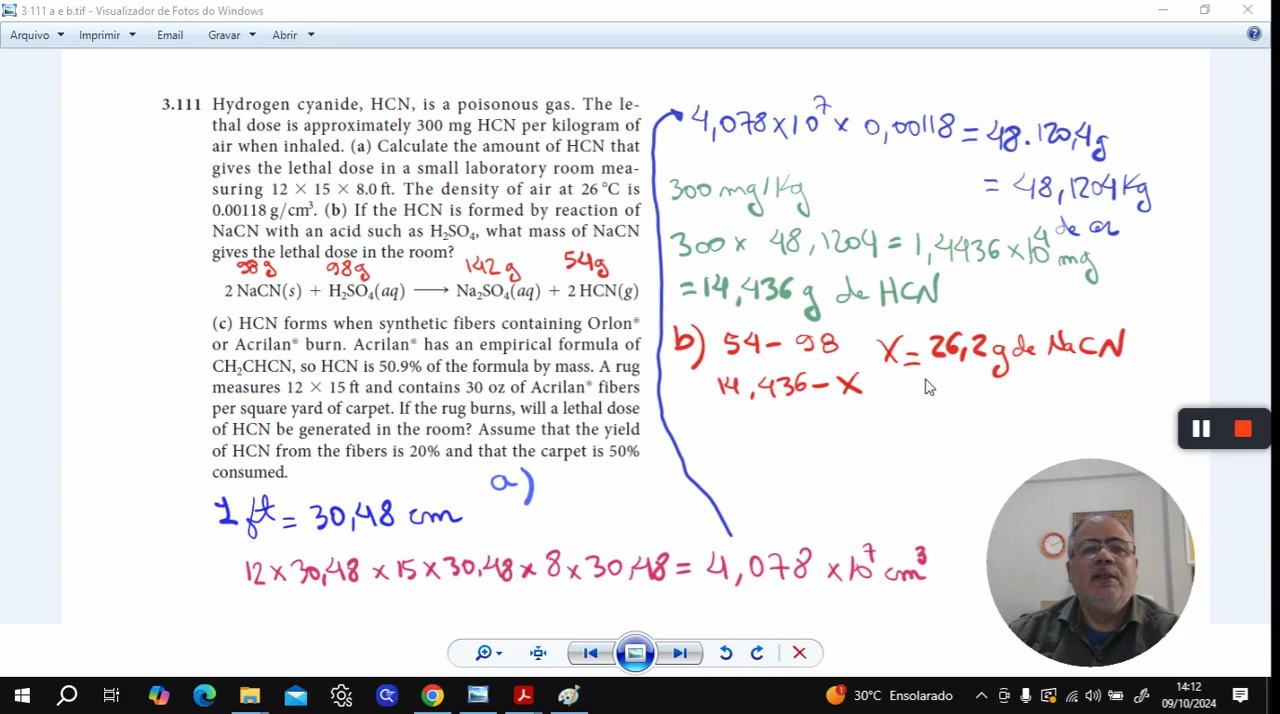 3 111 a e b.tif - Visualizador de Fotos do Windows
Arquivo Imprimir Email Gravar Abrir
3.111 Hydrogen cyanide, HCN, is a poisonous gas. The le-
thal dose is approximately 300 mg HCN per kilogram of
air when inhaled. (a) Calculate the amount of HCN that
gives the lethal dose in a small laboratory room mea-
suring 12 × 15 × 8.0 ft. The density of air at 26 °C is
0.00118 g/cm³. (b) If the HCN is formed by reaction of
NaCN with an acid such as H₂SO₄, what mass of NaCN
gives the lethal dose in the room?
98g 98g 142g 54g
2 NaCN(s) + H₂SO₄(aq) ⟶ Na₂SO₄(aq) + 2 HCN(g)
(c) HCN forms when synthetic fibers containing Orlon®
or Acrilan® burn. Acrilan® has an empirical formula of
CH₂CHCN, so HCN is 50.9% of the formula by mass. A rug
measures 12 × 15 ft and contains 30 oz of Acrilan® fibers
per square yard of carpet. If the rug burns, will a lethal dose
of HCN be generated in the room? Assume that the yield
of HCN from the fibers is 20% and that the carpet is 50%
consumed.
a)
1 ft = 30,48 cm
12 × 30,48 × 15 × 30,48 × 8 × 30,48 = 4,078 × 10⁷ cm³
4,078 × 10⁷ × 0,00118 = 48.120,4g
= 48,1204 Kg
de ar
300 mg/Kg
300 × 48,1204 = 1,4436 × 10⁴ mg
= 14,436 g de HCN
b) 54 - 98 X = 26,2 g de NaCN
14,436 - X
30°C Ensolarado
14:12
09/10/2024